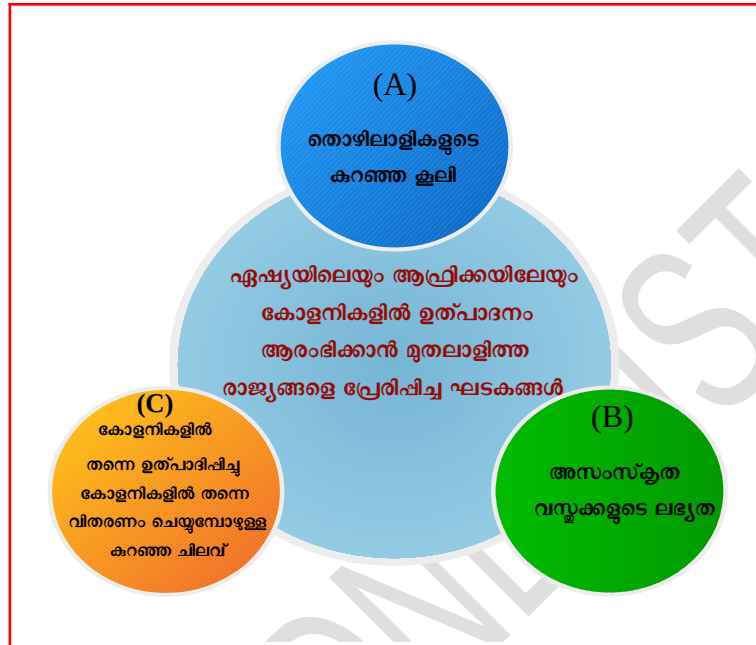 (A)
തൊഴിലാളികളുടെ
കുറഞ്ഞ കൂലി
ഏഷ്യയിലെയും ആഫ്രിക്കയിലേയും
കോളനികളിൽ ഉത്പാദനം
ആരംഭിക്കാൻ മുതലാളിത്ത
രാജ്യങ്ങളെ പ്രേരിപ്പിച്ച ഘടകങ്ങൾ
(B)
അസംസ്കൃത
വസ്തുക്കളുടെ ലഭ്യത
(C)
കോളനികളിൽ
തന്നെ ഉത്പാദിപ്പിച്ചു
കോളനികളിൽ തന്നെ
വിതരണം ചെയ്യുമ്പോഴുള്ള
കുറഞ്ഞ ചിലവ്